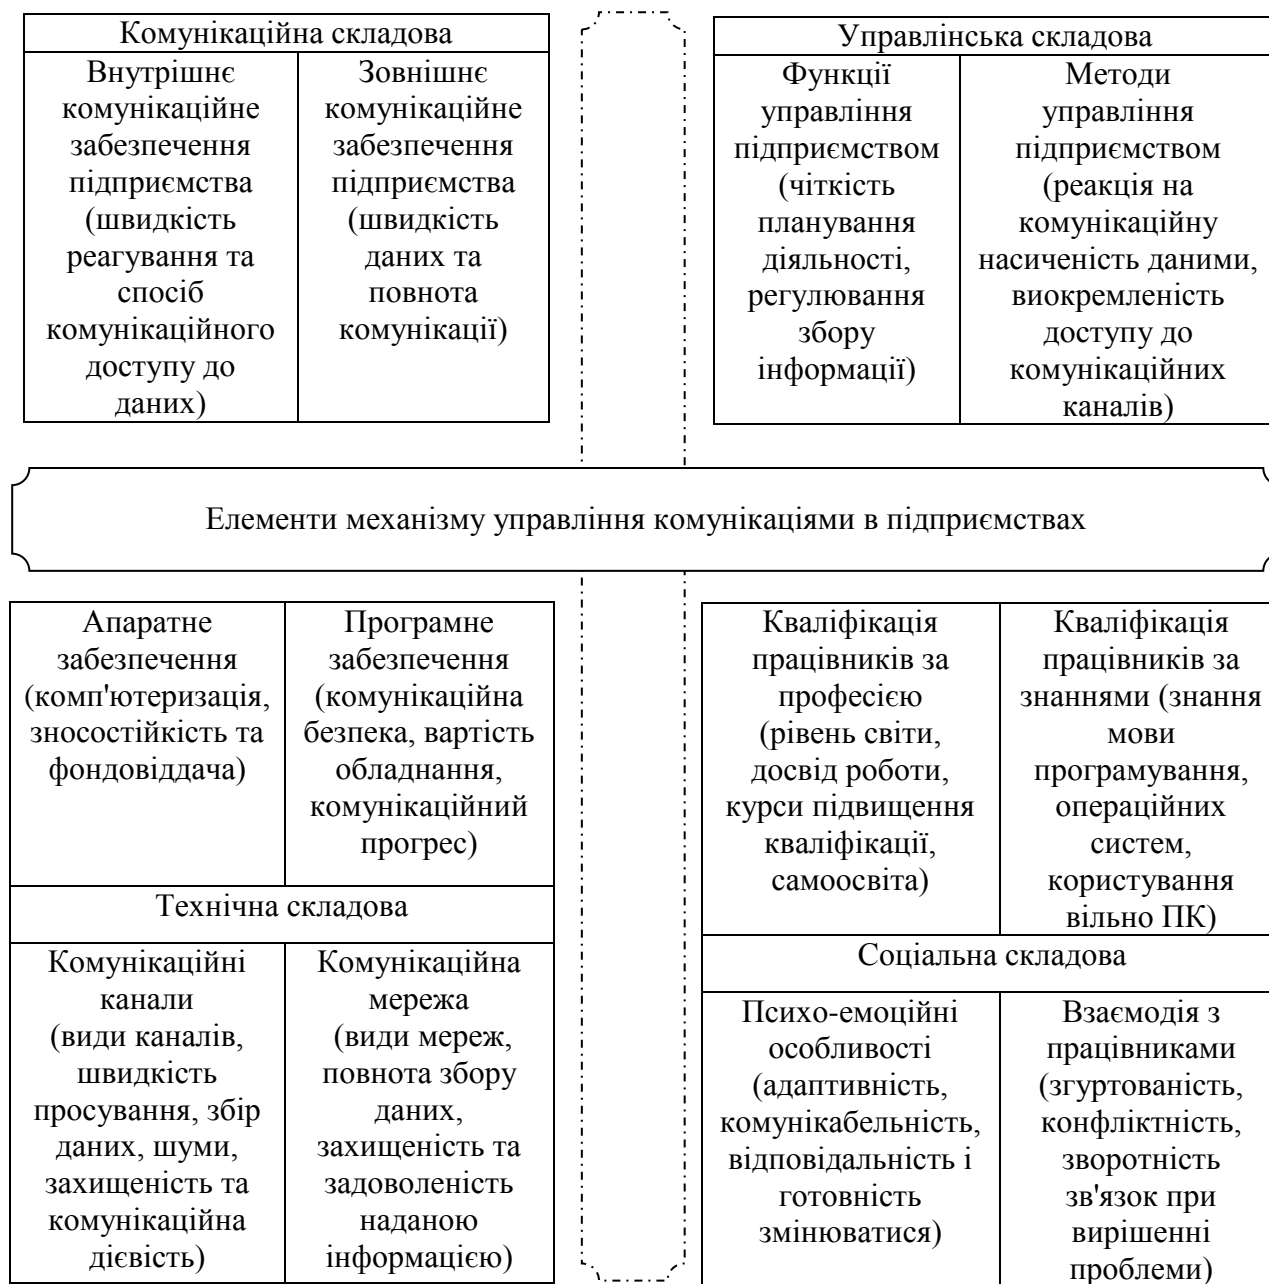 Комунікаційна складова
Внутрішнє
комунікаційне
забезпечення
підприємства
(швидкість
реагування та
спосіб
комунікаційного
доступу до
даних)
Зовнішнє
комунікаційне
забезпечення
підприємства
(швидкість
даних та
повнота
комунікації)
Управлінська складова
Функції
управління
підприємством
(чіткість
планування
діяльності,
регулювання
збору
інформації)
Методи
управління
підприємством
(реакція на
комунікаційну
насиченість даними,
виокремленість
доступу до
комунікаційних
каналів)
Елементи механізму управління комунікаціями в підприємствах
Апаратне
забезпечення
(комп'ютеризація,
зносостійкість та
фондовіддача)
Програмне
забезпечення
(комунікаційна
безпека, вартість
обладнання,
комунікаційний
прогрес)
Технічна складова
Комунікаційні
канали
(види каналів,
швидкість
просування, збір
даних, шуми,
захищеність та
комунікаційна
дієвість)
Комунікаційна
мережа
(види мереж,
повнота збору
даних,
захищеність та
задоволеність
наданою
інформацією)
Кваліфікація
працівників за
професією
(рівень світи,
досвід роботи,
курси підвищення
кваліфікації,
самоосвіта)
Кваліфікація
працівників за
знаннями (знання
мови
програмування,
операційних
систем,
користування
вільно ПК)
Соціальна складова
Психо-емоційні
особливості
(адаптивність,
комунікабельність,
відповідальність і
готовність
змінюватися)
Взаємодія з
працівниками
(згуртованість,
конфліктність,
зворотність
зв'язок при
вирішенні
проблеми)